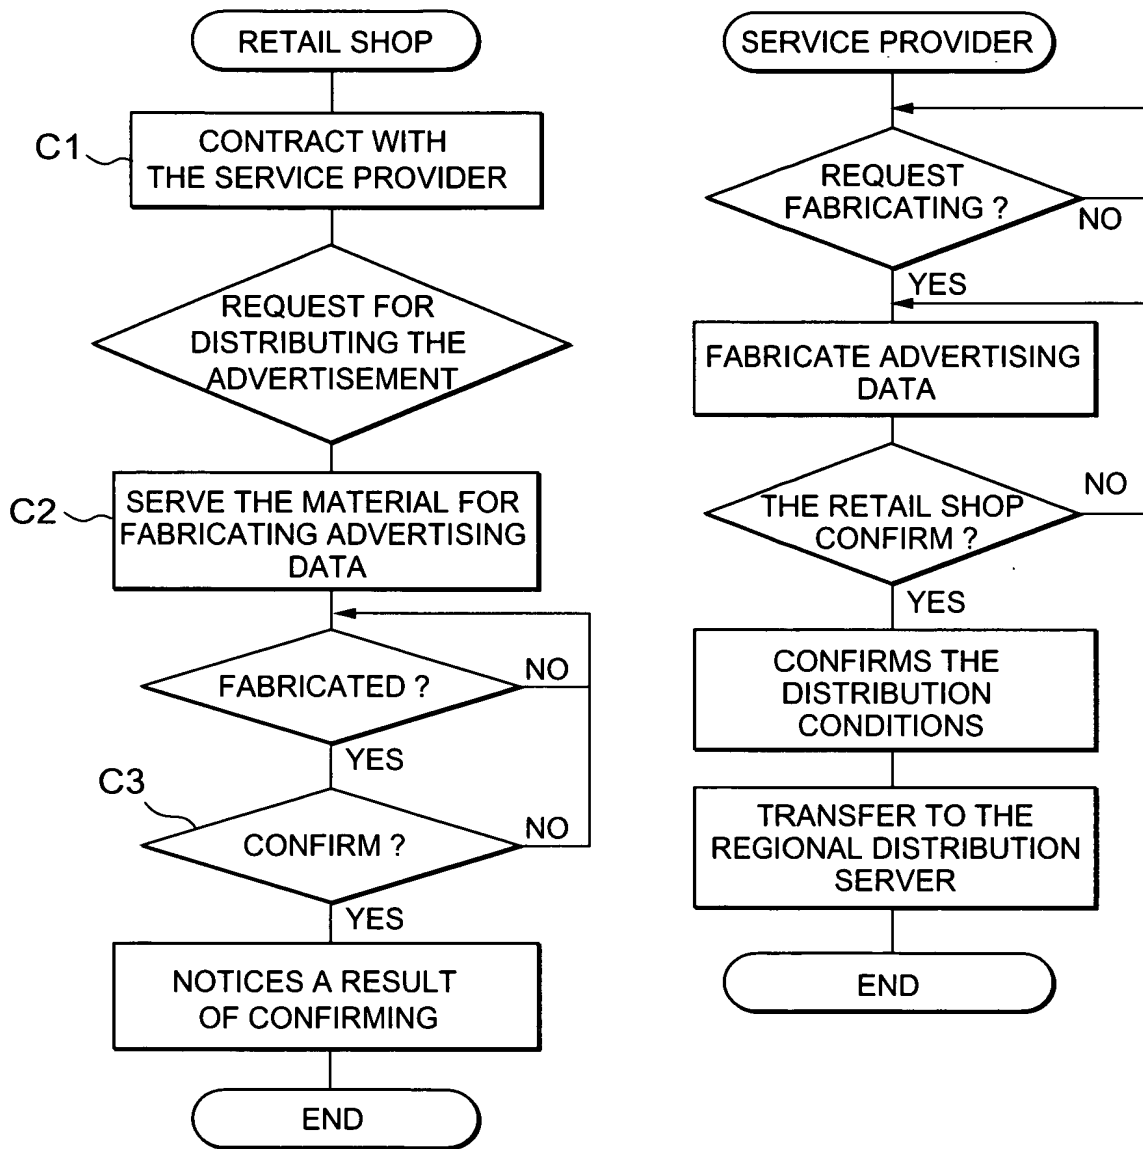 RETAIL SHOP
C1
CONTRACT WITH
THE SERVICE PROVIDER
REQUEST FOR
DISTRIBUTING THE
ADVERTISEMENT
C2
SERVE THE MATERIAL FOR
FABRICATING ADVERTISING
DATA
FABRICATED ?
NO
YES
C3
CONFIRM ?
NO
YES
NOTICES A RESULT
OF CONFIRMING
END
SERVICE PROVIDER
REQUEST
FABRICATING ?
NO
YES
FABRICATE ADVERTISING
DATA
THE RETAIL SHOP
CONFIRM ?
NO
YES
CONFIRMS THE
DISTRIBUTION
CONDITIONS
TRANSFER TO THE
REGIONAL DISTRIBUTION
SERVER
END